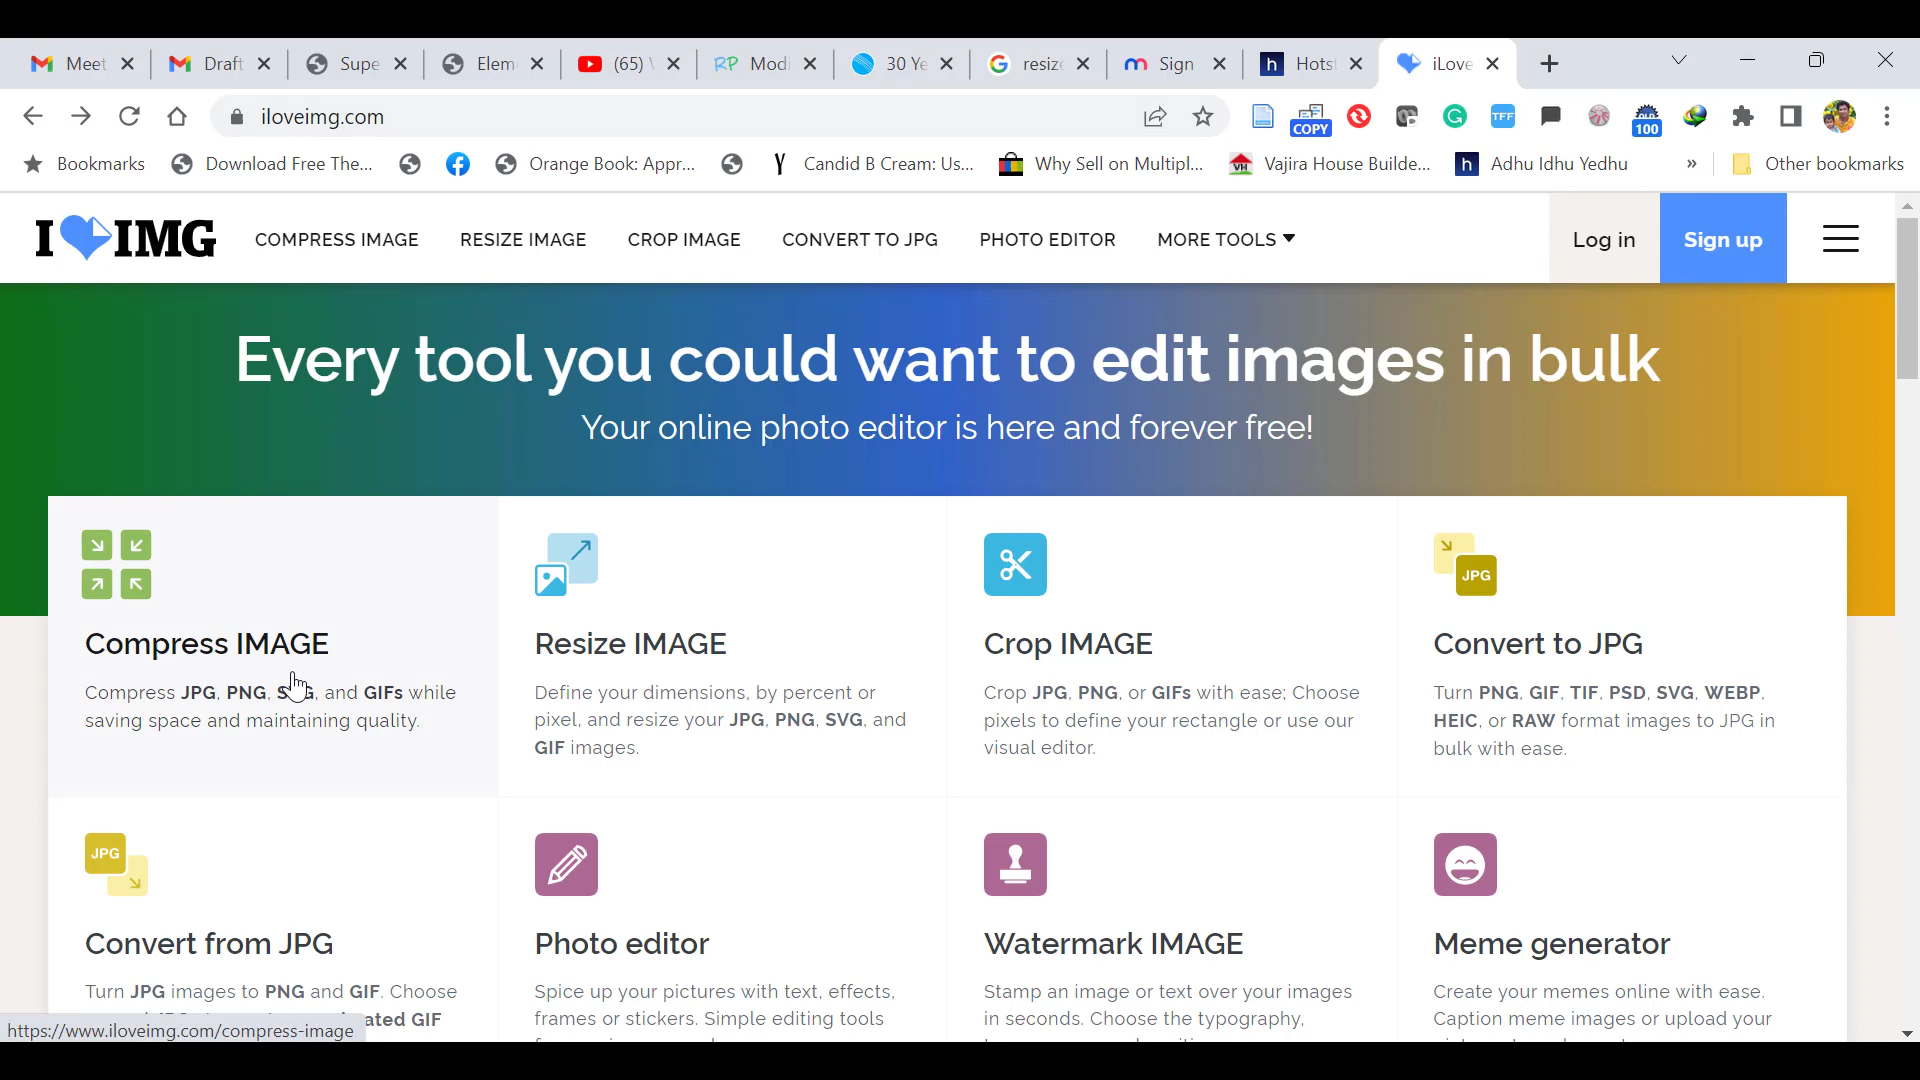 Meet
Draft
Supe
Elem
(65)
Modi
30 Ye
resize
Sign
Hots
iLove
iloveimg.com
COPY
TFF
100
Bookmarks
Download Free The...
Orange Book: Appr...
Candid B Cream: Us...
Why Sell on Multipl...
VH
Vajira House Builde...
h
Adhu Idhu Yedhu
»
Other bookmarks
I IMG
COMPRESS IMAGE
RESIZE IMAGE
CROP IMAGE
CONVERT TO JPG
PHOTO EDITOR
MORE TOOLS
Log in
Sign up
Every tool you could want to edit images in bulk
Your online photo editor is here and forever free!
Compress IMAGE
Compress JPG, PNG, SVG, and GIFs while
saving space and maintaining quality.
Resize IMAGE
Define your dimensions, by percent or
pixel, and resize your JPG, PNG, SVG, and
GIF images.
Crop IMAGE
Crop JPG, PNG, or GIFs with ease; Choose
pixels to define your rectangle or use our
visual editor.
JPG
Convert to JPG
Turn PNG, GIF, TIF, PSD, SVG, WEBP,
HEIC, or RAW format images to JPG in
bulk with ease.
JPG
Convert from JPG
Turn JPG images to PNG and GIF. Choose
ated GIF
Photo editor
Spice up your pictures with text, effects,
frames or stickers. Simple editing tools
Watermark IMAGE
Stamp an image or text over your images
in seconds. Choose the typography,
Meme generator
Create your memes online with ease.
Caption meme images or upload your
https://www.iloveimg.com/compress-image